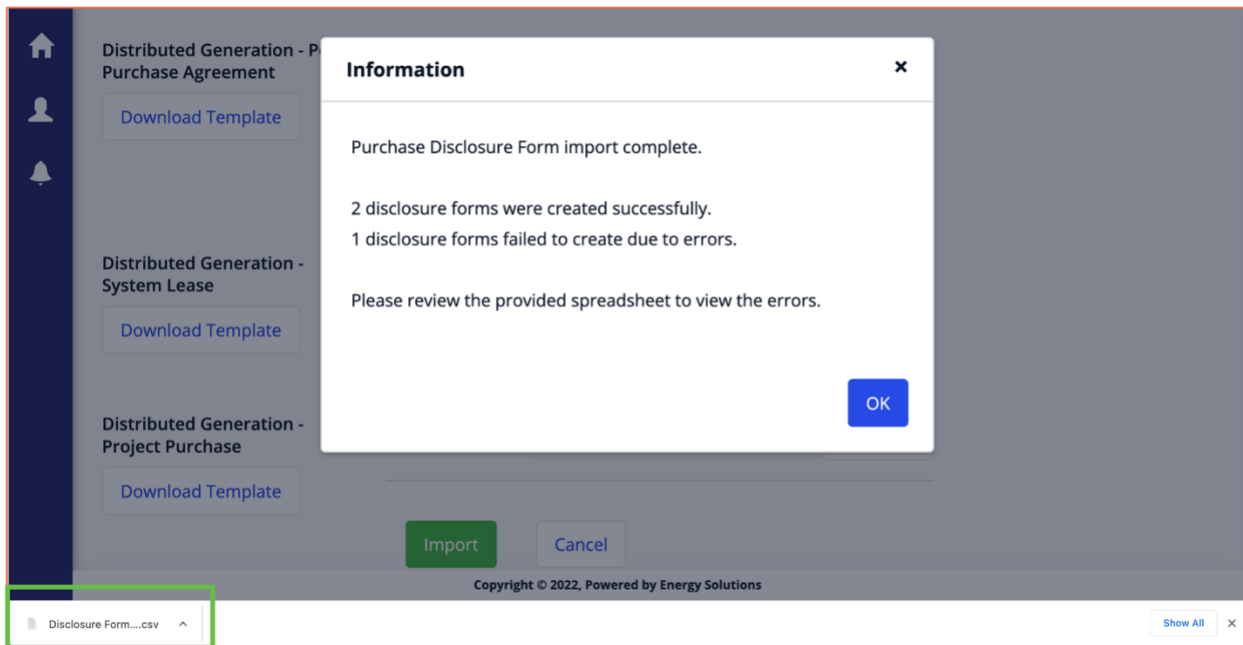 Distributed Generation - P
Purchase Agreement
Download Template
Distributed Generation -
System Lease
Download Template
Distributed Generation -
Project Purchase
Download Template
Information
Purchase Disclosure Form import complete.
2 disclosure forms were created successfully.
1 disclosure forms failed to create due to errors.
Please review the provided spreadsheet to view the errors.
OK
Import
Cancel
Copyright © 2022, Powered by Energy Solutions
Disclosure Form....csv
Show All